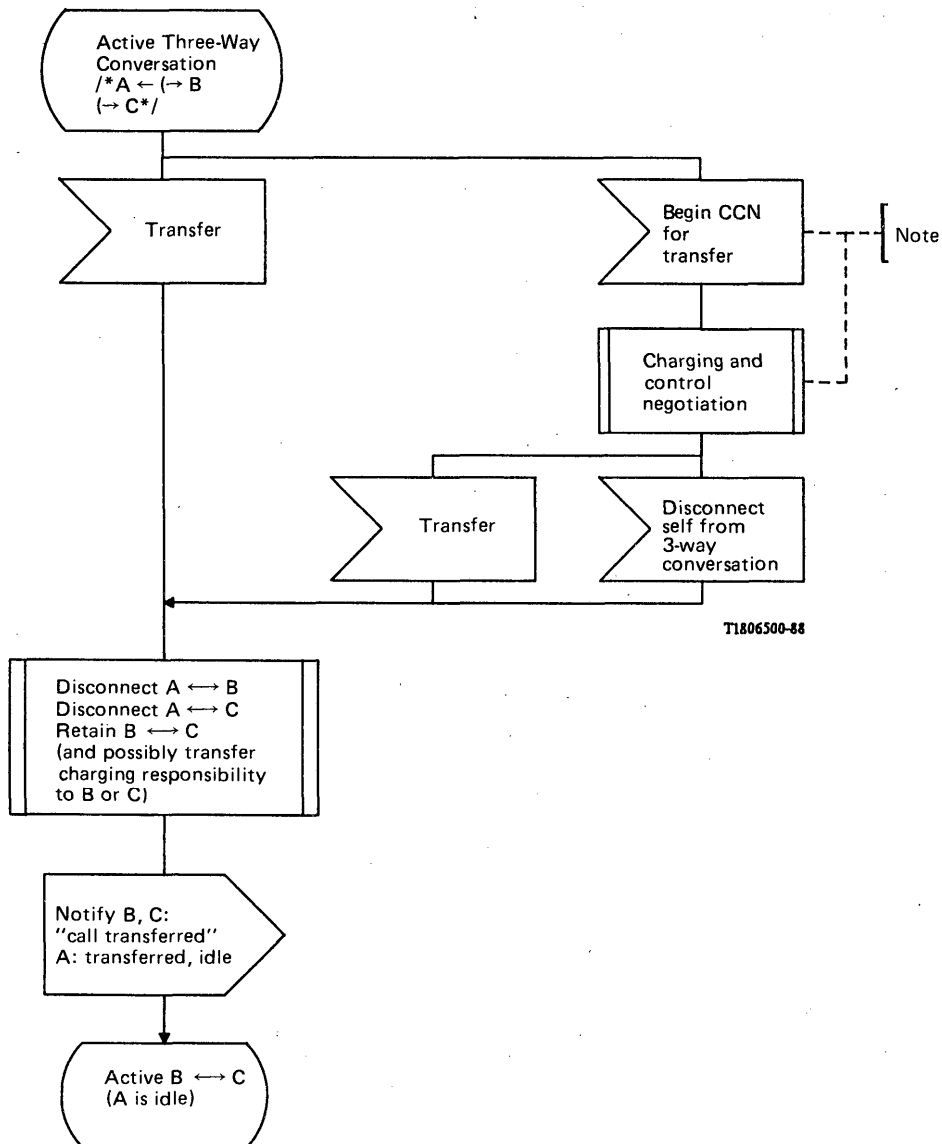 Active Three-Way
Conversation
/*A ← (→ B
(→ C*/
Transfer
Begin CCN
for
transfer
Note
Charging and
control
negotiation
Transfer
Disconnect
self from
3-way
conversation
T1806500-88
Disconnect A ←→ B
Disconnect A ←→ C
Retain B ←→ C
(and possibly transfer
charging responsibility
to B or C)
Notify B, C:
"call transferred"
A: transferred, idle
Active B ←→ C
(A is idle)